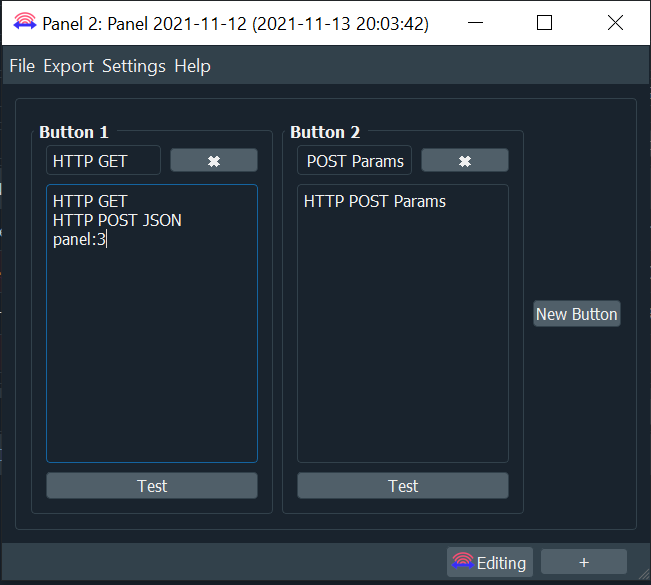 Panel 2: Panel 2021-11-12 (2021-11-13 20:03:42)
File Export Settings Help
Button 1
HTTP GET
HTTP GET
HTTP POST JSON
panel:3
Test
Button 2
POST Params
HTTP POST Params
Test
New Button
Editing
+